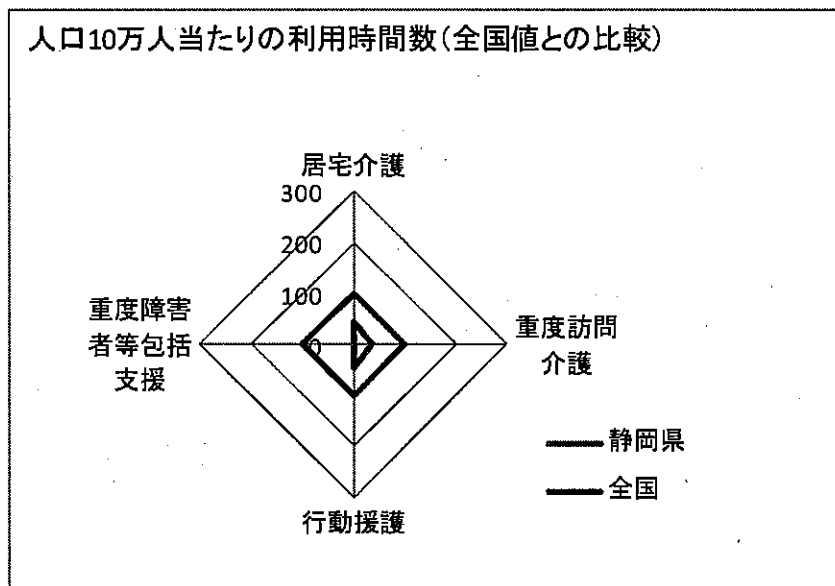 人口10万人当たりの利用時間数(全国値との比較)
居宅介護
300
200
100
0
重度障害
者等包括
支援
重度訪問
介護
行動援護
静岡県
全国